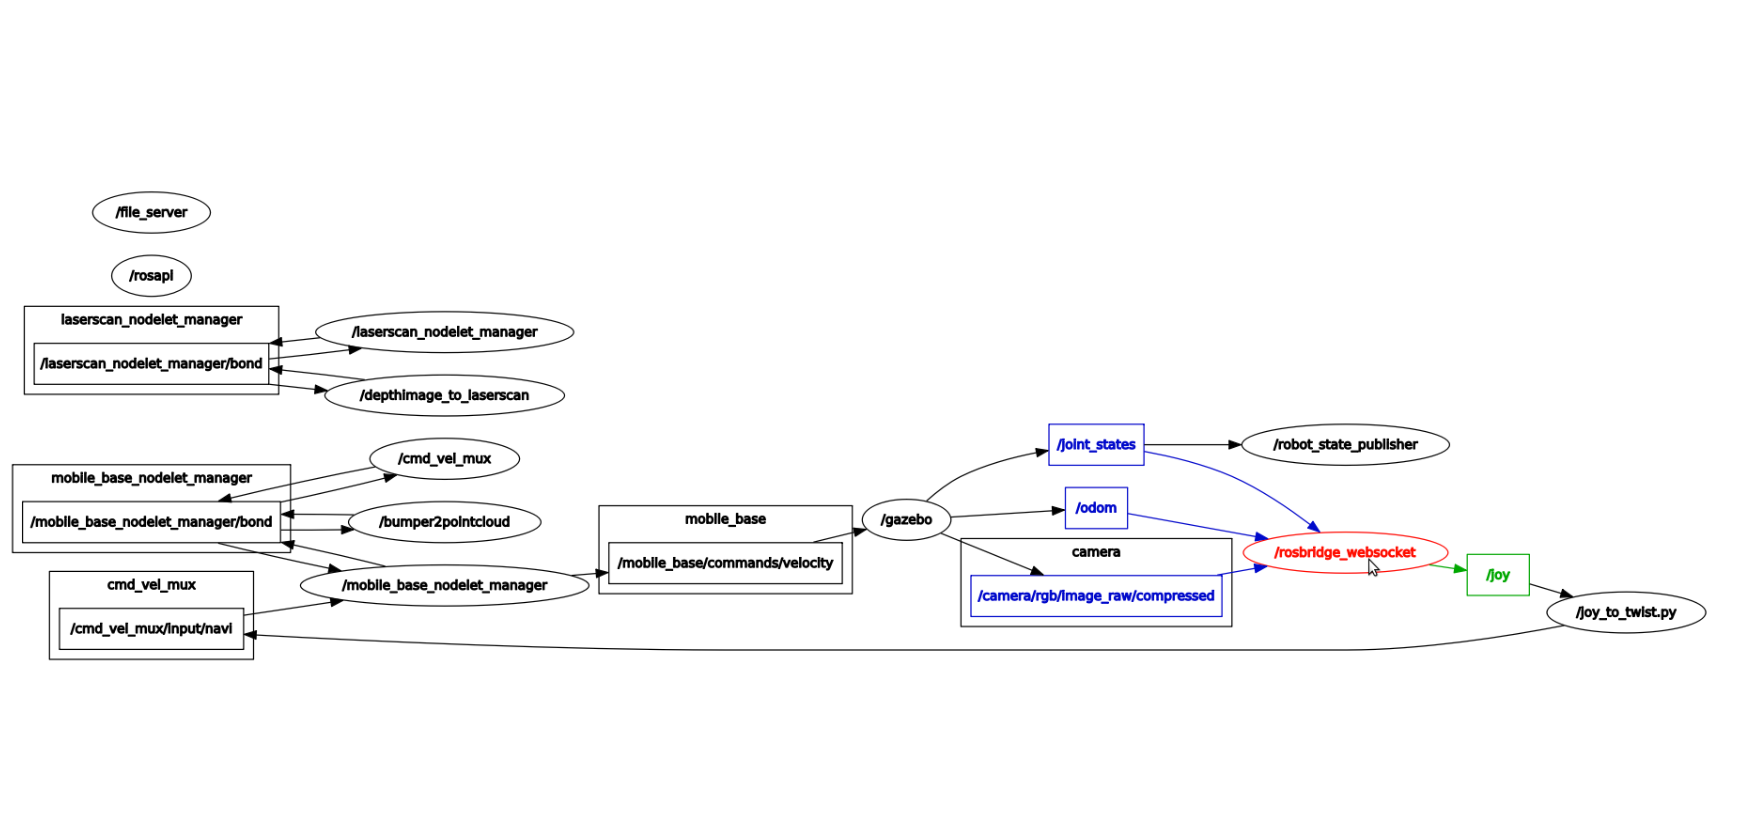 /file_server
/rosapi
laserscan_nodelet_manager
/laserscan_nodelet_manager/bond
/laserscan_nodelet_manager
/depthimage_to_laserscan
mobile_base_nodelet_manager
/mobile_base_nodelet_manager/bond
/cmd_vel_mux
/bumper2pointcloud
/mobile_base_nodelet_manager
cmd_vel_mux
/cmd_vel_mux/input/navi
mobile_base
/mobile_base/commands/velocity
/gazebo
/joint_states
/odom
camera
/camera/rgb/image_raw/compressed
/robot_state_publisher
/rosbridge_websocket
/joy
/joy_to_twist.py